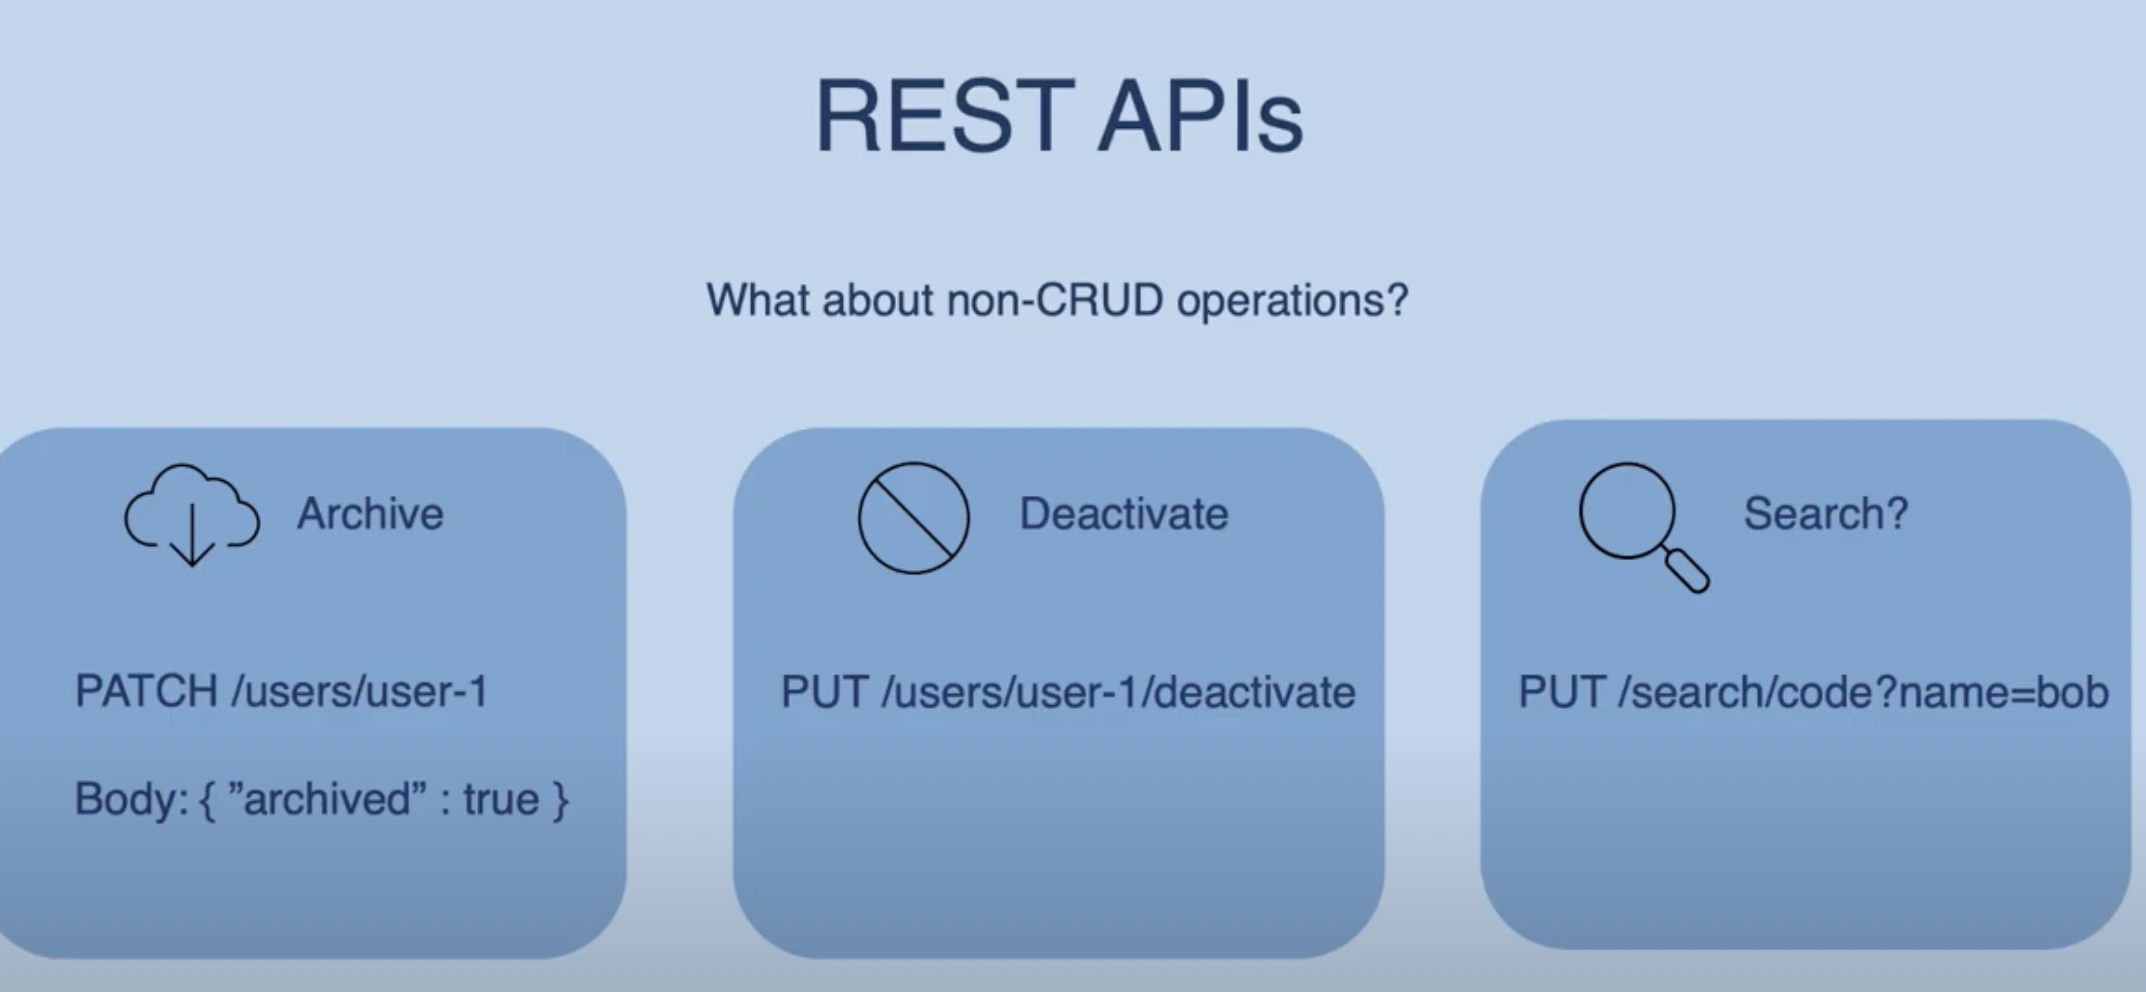 REST APIs
What about non-CRUD operations?
Archive
PATCH /users/user-1
Body: { ”archived” : true }
Deactivate
PUT /users/user-1/deactivate
Search?
PUT /search/code?name=bob